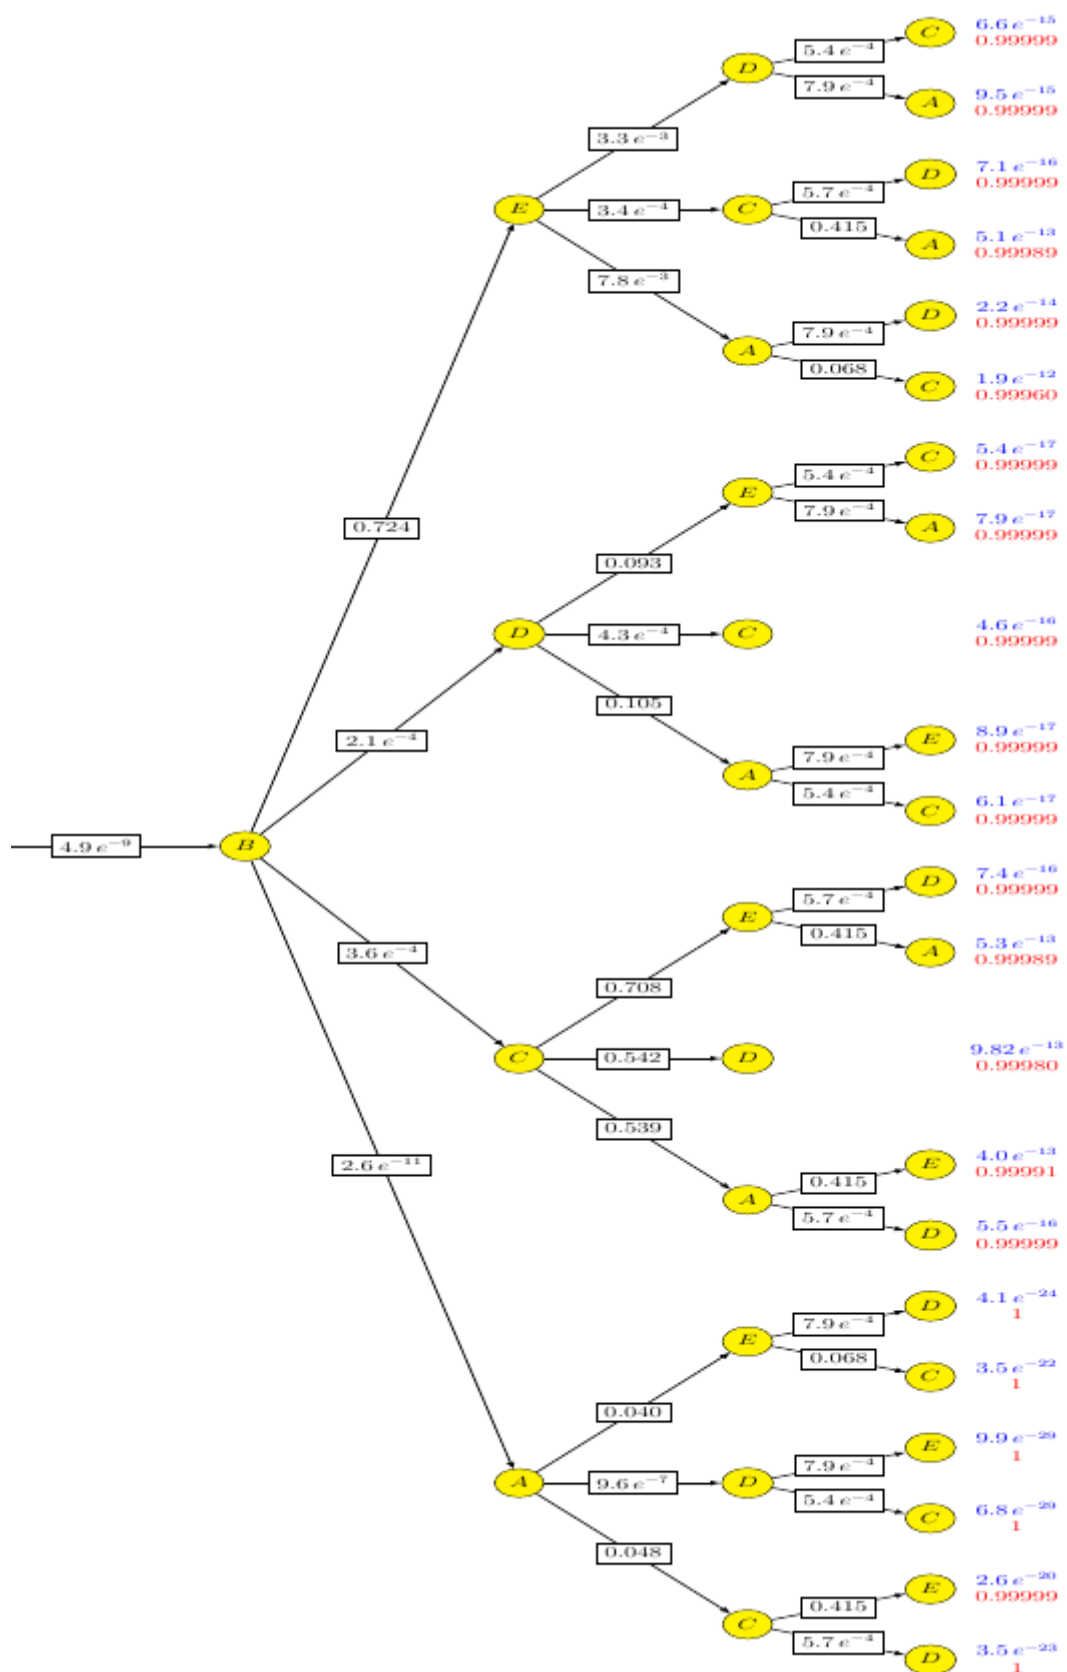 6.6 e⁻¹⁵
C
5.4 e⁻⁴
0.99999
D
7.9 e⁻⁴
9.5 e⁻¹⁵
A
0.99999
3.3 e⁻³
7.1 e⁻¹⁶
D
0.99999
5.7 e⁻⁴
E
3.4 e⁻⁴
C
0.415
5.1 e⁻¹³
A
0.99989
7.8 e⁻³
2.2 e⁻¹⁴
D
0.99999
7.9 e⁻⁴
A
0.068
1.9 e⁻¹²
C
0.99960
5.4 e⁻¹⁷
C
0.99999
5.4 e⁻⁴
E
7.9 e⁻⁴
7.9 e⁻¹⁷
A
0.99999
0.724
0.093
D
4.3 e⁻⁴
C
4.6 e⁻¹⁶
0.99999
0.105
2.1 e⁻⁴
8.9 e⁻¹⁷
E
0.99999
7.9 e⁻⁴
A
5.4 e⁻⁴
6.1 e⁻¹⁷
C
0.99999
4.9 e⁻⁹
B
7.4 e⁻¹⁶
D
0.99999
5.7 e⁻⁴
E
0.415
5.3 e⁻¹³
A
0.99989
3.6 e⁻⁴
0.708
C
0.542
D
9.82 e⁻¹³
0.99980
0.539
2.6 e⁻¹¹
4.0 e⁻¹³
E
0.99991
0.415
A
5.7 e⁻⁴
5.5 e⁻¹⁶
D
0.99999
4.1 e⁻²⁴
D
1
7.9 e⁻⁴
E
0.068
3.5 e⁻²²
C
1
0.040
9.9 e⁻²⁹
E
1
7.9 e⁻⁴
A
9.6 e⁻⁷
D
5.4 e⁻⁴
6.8 e⁻²⁹
C
1
0.048
2.6 e⁻²⁰
E
0.99999
0.415
C
5.7 e⁻⁴
3.5 e⁻²³
D
1